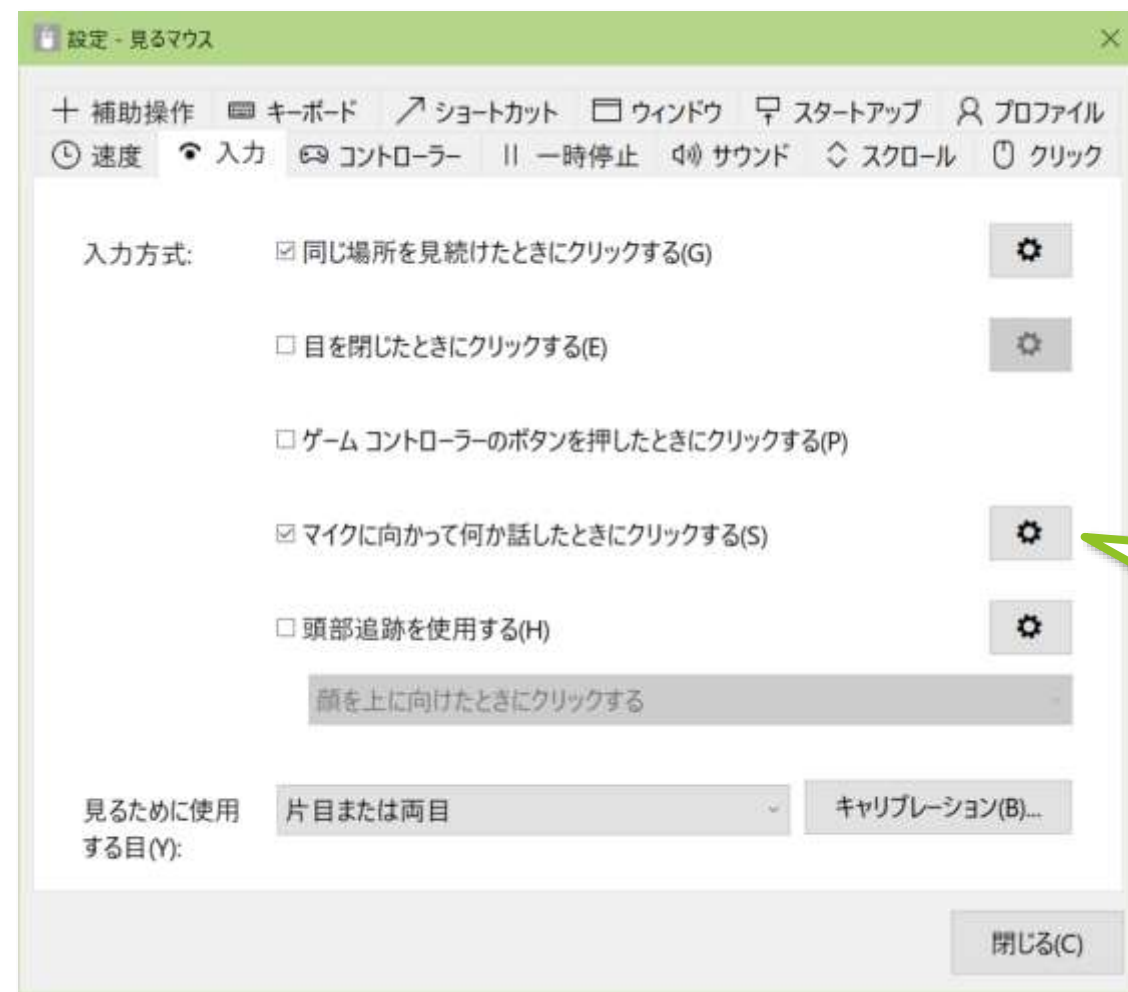 設定 - 見るマウス
補助操作 キーボード ショートカット ウィンドウ スタートアップ プロファイル
速度 入力 コントローラー 一時停止 サウンド スクロール クリック
入力方式: 同じ場所を見続けたときにクリックする(G)
目を閉じたときにクリックする(E)
ゲーム コントローラーのボタンを押したときにクリックする(P)
マイクに向かって何か話したときにクリックする(S)
頭部追跡を使用する(H)
顔を上に向けたときにクリックする
見るために使用
する目(Y):
片目または両目
キャリブレーション(B)...
閉じる(C)